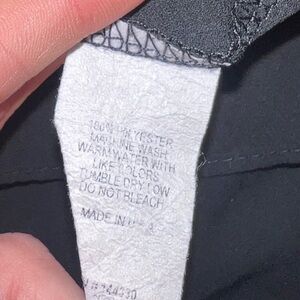 100% POLYESTER
MACHINE WASH
WARM WATER WITH
LIKE COLORS
TUMBLE DRY LOW
DO NOT BLEACH
MADE IN U.S.A.